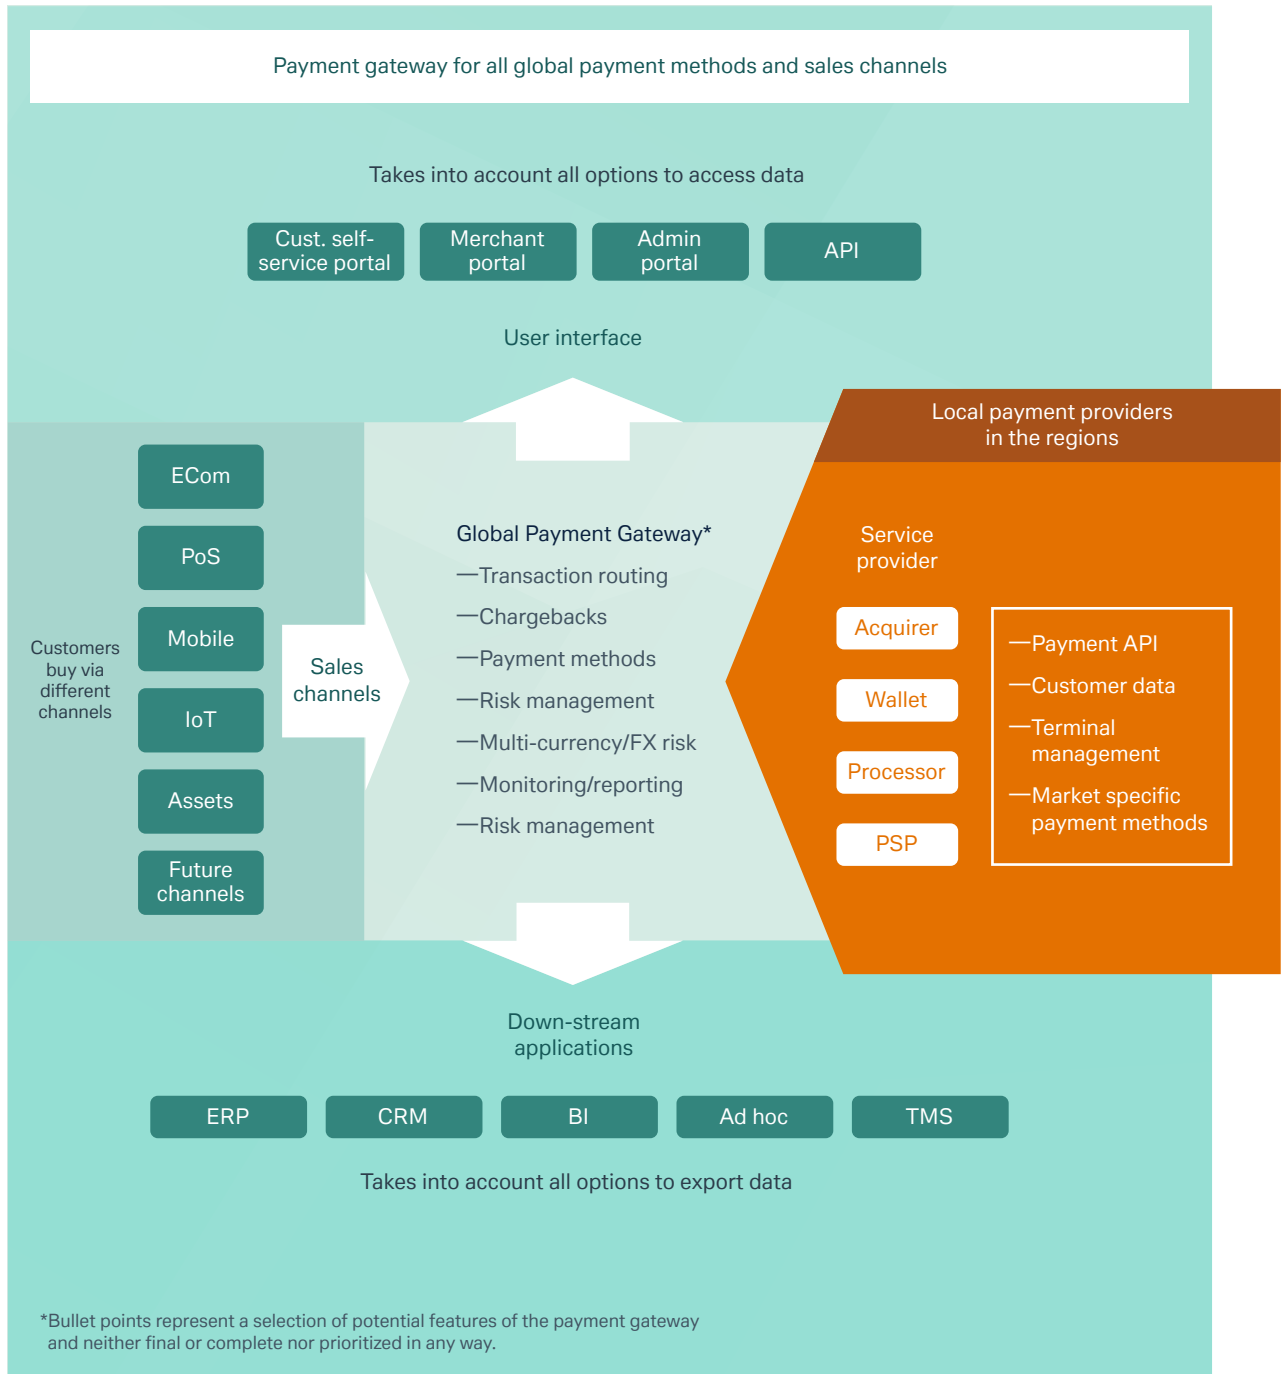 Payment gateway for all global payment methods and sales channels
Takes into account all options to access data
Cust. self-
service portal
Merchant
portal
Admin
portal
API
User interface
Customers
buy via
different
channels
ECom
PoS
Mobile
IoT
Assets
Future
channels
Sales
channels
Global Payment Gateway*
—Transaction routing
—Chargebacks
—Payment methods
—Risk management
—Multi-currency/FX risk
—Monitoring/reporting
—Risk management
Local payment providers
in the regions
Service
provider
Acquirer
Wallet
Processor
PSP
—Payment API
—Customer data
—Terminal
management
—Market specific
payment methods
Down-stream
applications
ERP
CRM
BI
Ad hoc
TMS
Takes into account all options to export data
*Bullet points represent a selection of potential features of the payment gateway
and neither final or complete nor prioritized in any way.